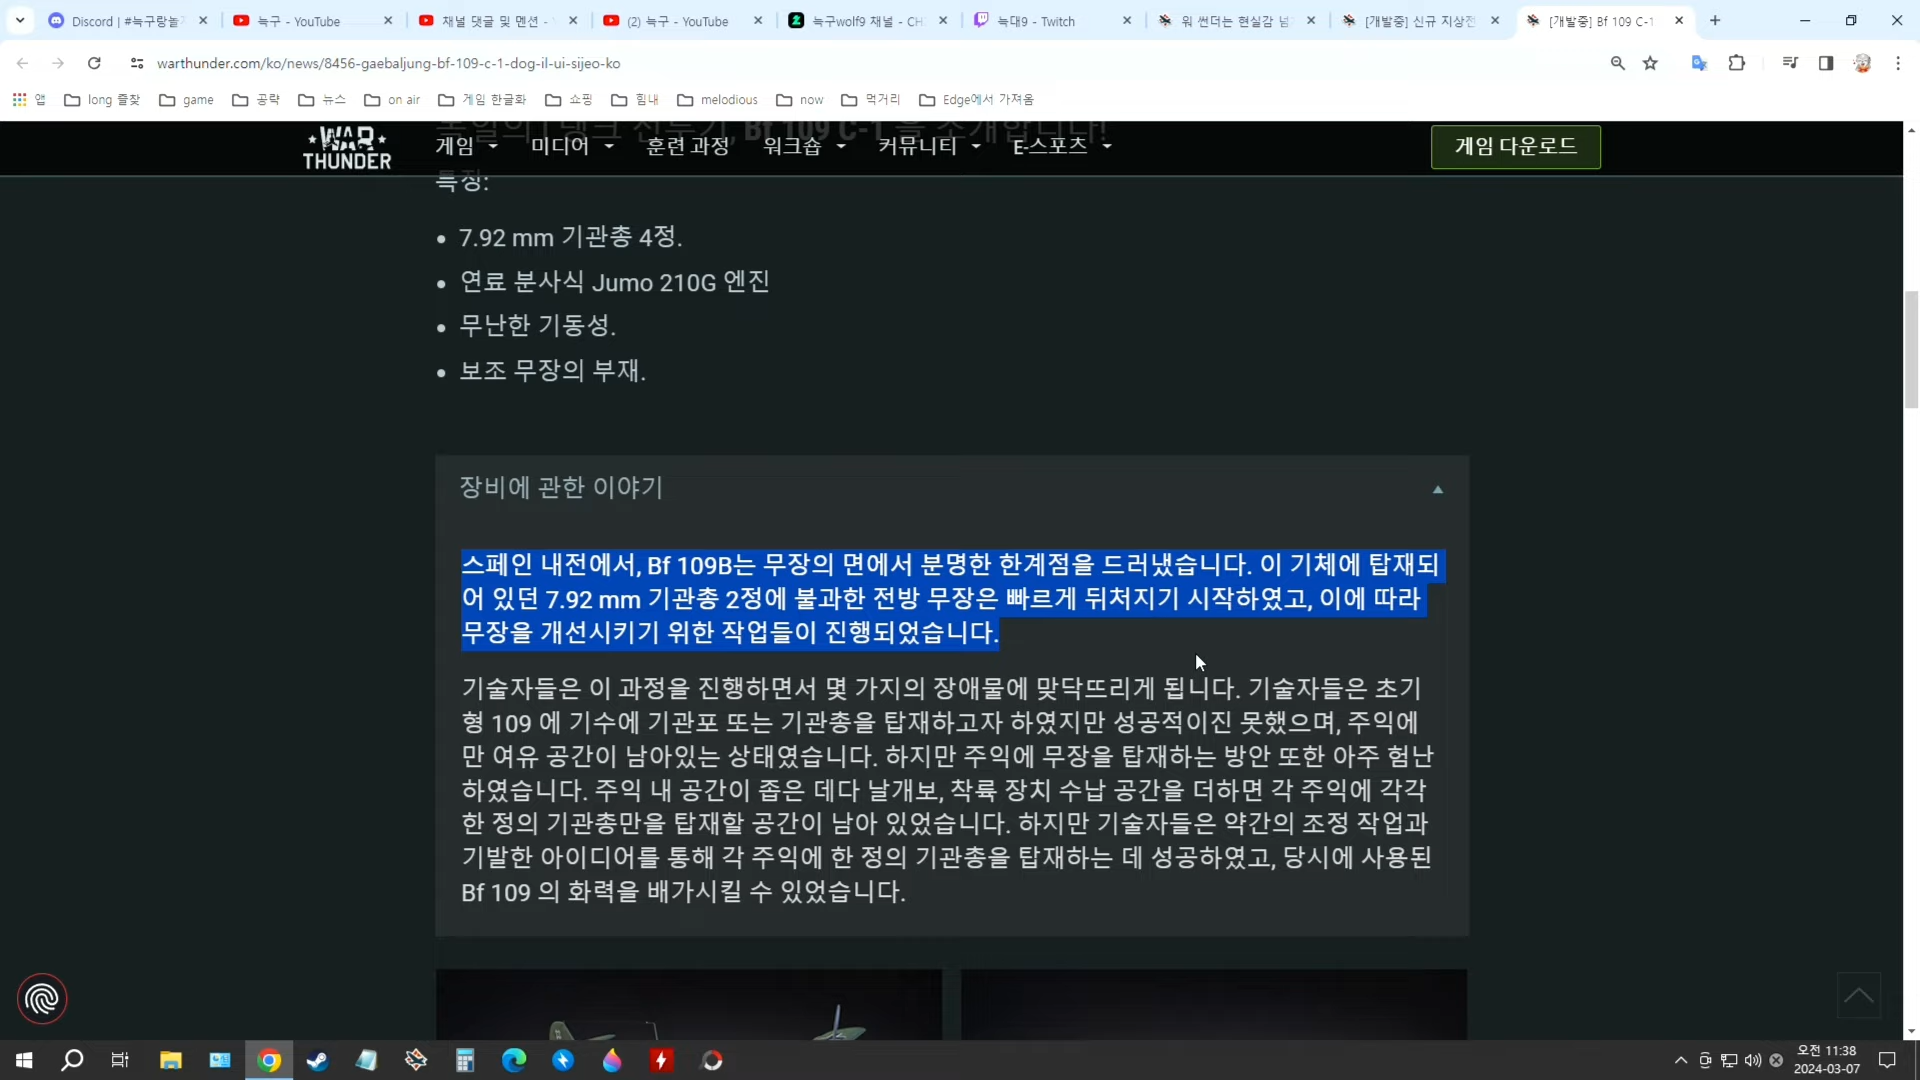 Discord | #늑구랑놀
늑구 - YouTube
채널 댓글 및 멘션 -
(2) 늑구 - YouTube
늑구wolf9 채널 - CH
늑대9 - Twitch
워 썬더는 현실감 넘
[개발중] 신규 지상전
[개발중] Bf 109 C-1
warthunder.com/ko/news/8456-gaebaljung-bf-109-c-1-dog-il-ui-sijeo-ko
앱 long 즐찾 game 공략 뉴스 on air 게임 한글화 쇼핑 힘내 melodious now 먹거리 Edge에서 가져옴
독일의 I 랭크 전투기, Bf 109 C-1 을 소개합니다!
WAR THUNDER
게임 미디어 훈련 과정 워크숍 커뮤니티 E-스포츠
게임 다운로드
특징:
7.92 mm 기관총 4정.
연료 분사식 Jumo 210G 엔진
무난한 기동성.
보조 무장의 부재.
장비에 관한 이야기
스페인 내전에서, Bf 109B는 무장의 면에서 분명한 한계점을 드러냈습니다. 이 기체에 탑재되
어 있던 7.92 mm 기관총 2정에 불과한 전방 무장은 빠르게 뒤처지기 시작하였고, 이에 따라
무장을 개선시키기 위한 작업들이 진행되었습니다.
기술자들은 이 과정을 진행하면서 몇 가지의 장애물에 맞닥뜨리게 됩니다. 기술자들은 초기
형 109 에 기수에 기관포 또는 기관총을 탑재하고자 하였지만 성공적이진 못했으며, 주익에
만 여유 공간이 남아있는 상태였습니다. 하지만 주익에 무장을 탑재하는 방안 또한 아주 험난
하였습니다. 주익 내 공간이 좁은 데다 날개보, 착륙 장치 수납 공간을 더하면 각 주익에 각각
한 정의 기관총만을 탑재할 공간이 남아 있었습니다. 하지만 기술자들은 약간의 조정 작업과
기발한 아이디어를 통해 각 주익에 한 정의 기관총을 탑재하는 데 성공하였고, 당시에 사용된
Bf 109 의 화력을 배가시킬 수 있었습니다.
오전 11:38
2024-03-07